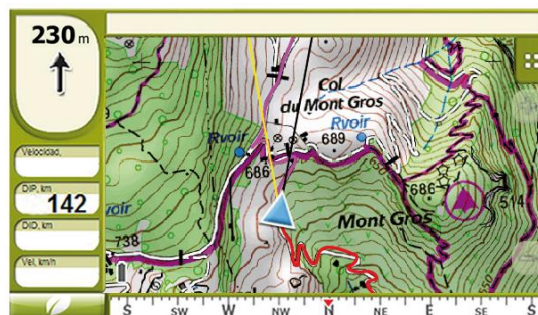 230 m
Velocidad,
DIP, km
142
DID, km
Vel, km/h
Col
du Mont Gros
Rvoir
689
Rvoir
686
686
514
Mont Gros
voir
738
S SW W NW N NE E SE S